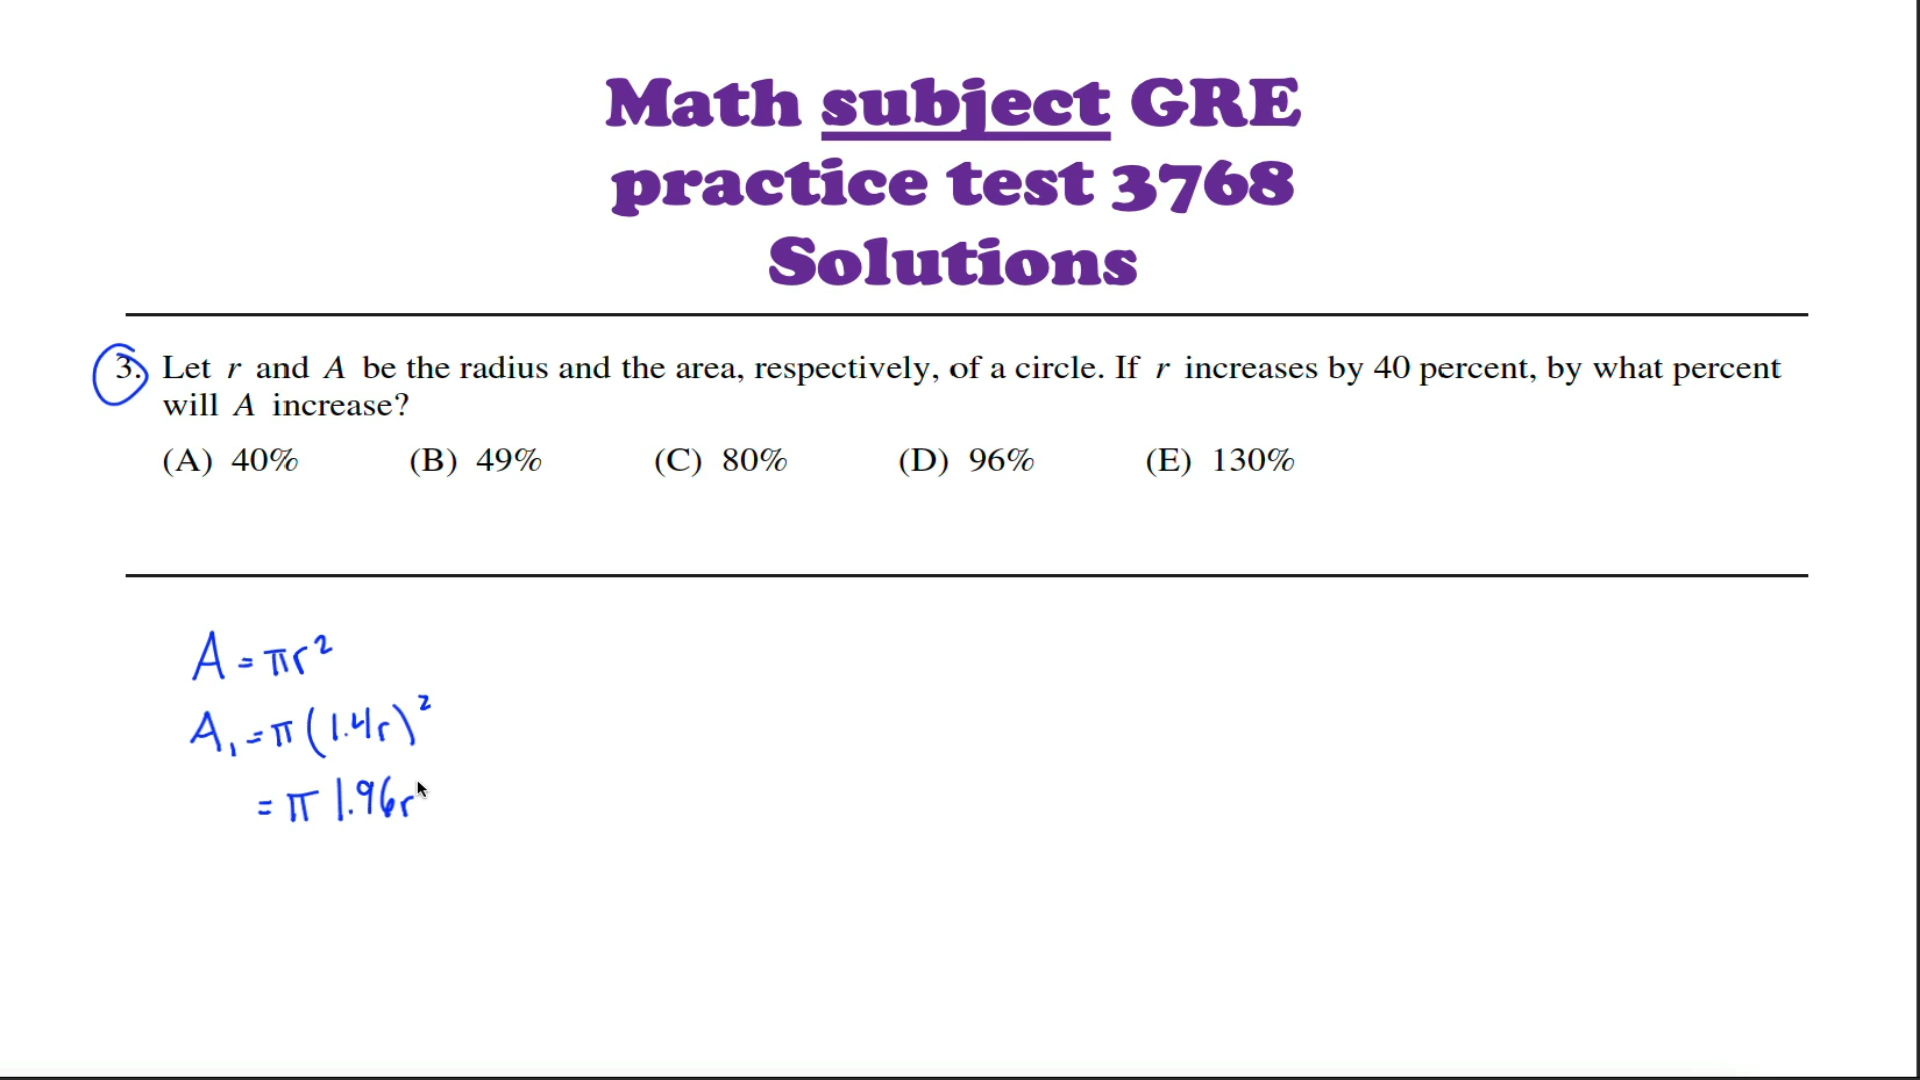 Math subject GRE
practice test 3768
Solutions
3. Let r and A be the radius and the area, respectively, of a circle. If r increases by 40 percent, by what percent
will A increase?
(A) 40% (B) 49% (C) 80% (D) 96% (E) 130%
A = πr²
A₁ = π(1.4r)²
= π 1.96r